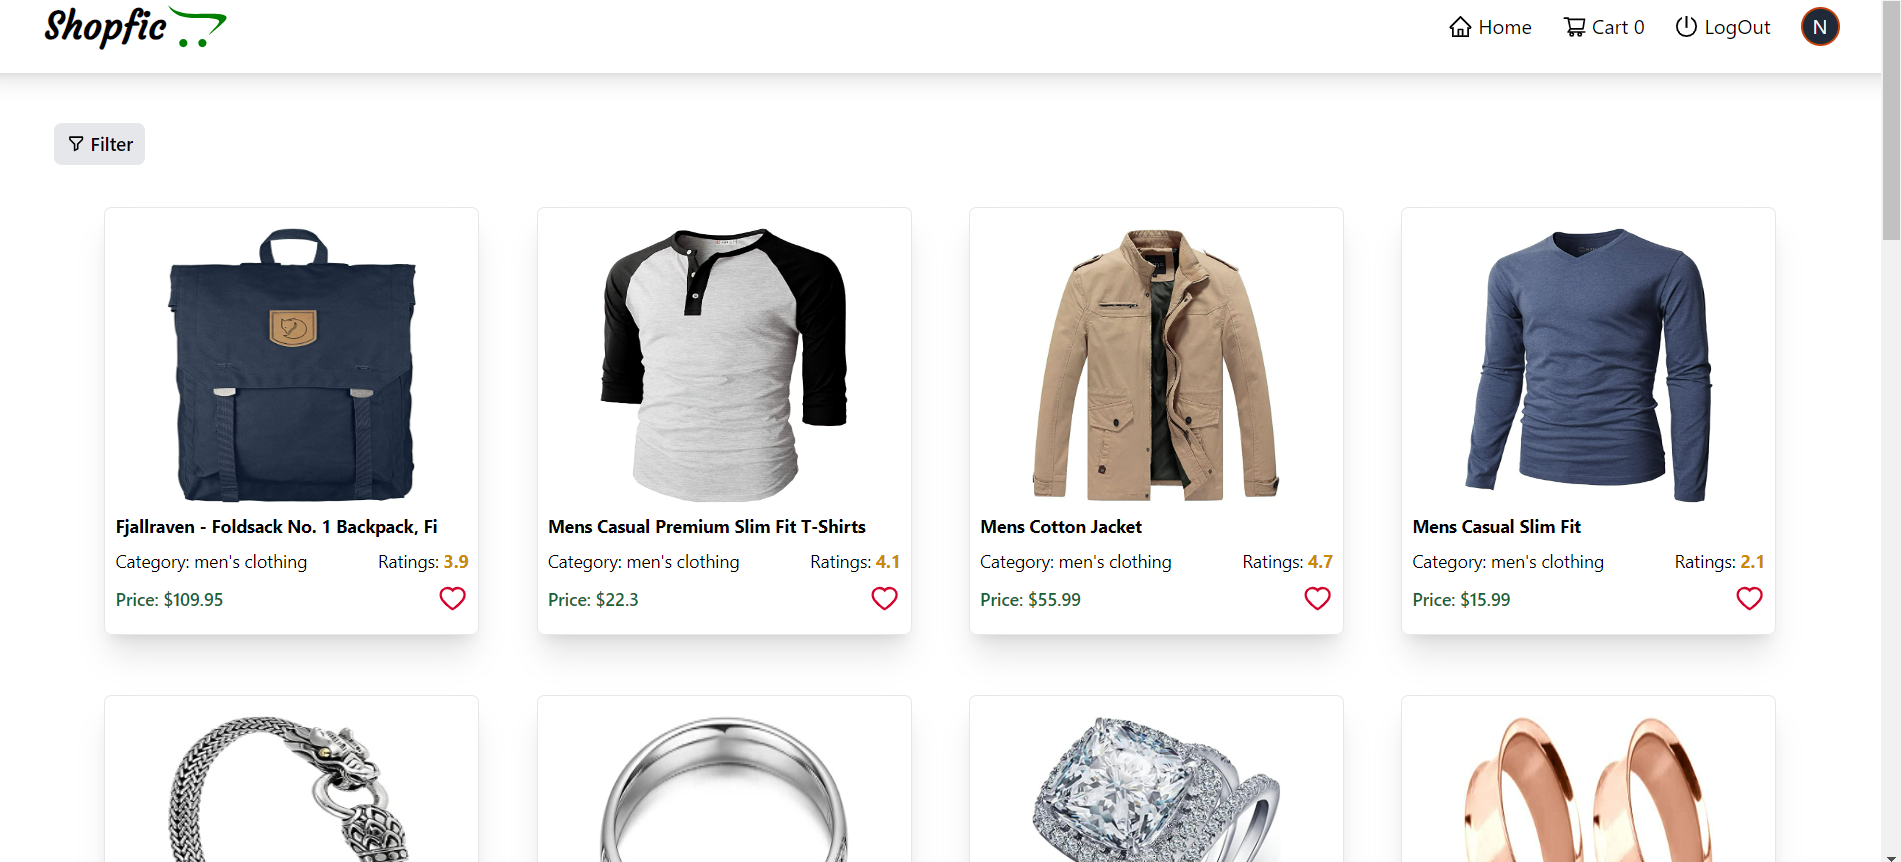 Shopfic
Home Cart 0 LogOut N
Filter
Fjallraven - Foldsack No. 1 Backpack, Fi
Category: men's clothing Ratings: 3.9
Price: $109.95
Mens Casual Premium Slim Fit T-Shirts
Category: men's clothing Ratings: 4.1
Price: $22.3
Mens Cotton Jacket
Category: men's clothing Ratings: 4.7
Price: $55.99
Mens Casual Slim Fit
Category: men's clothing Ratings: 2.1
Price: $15.99